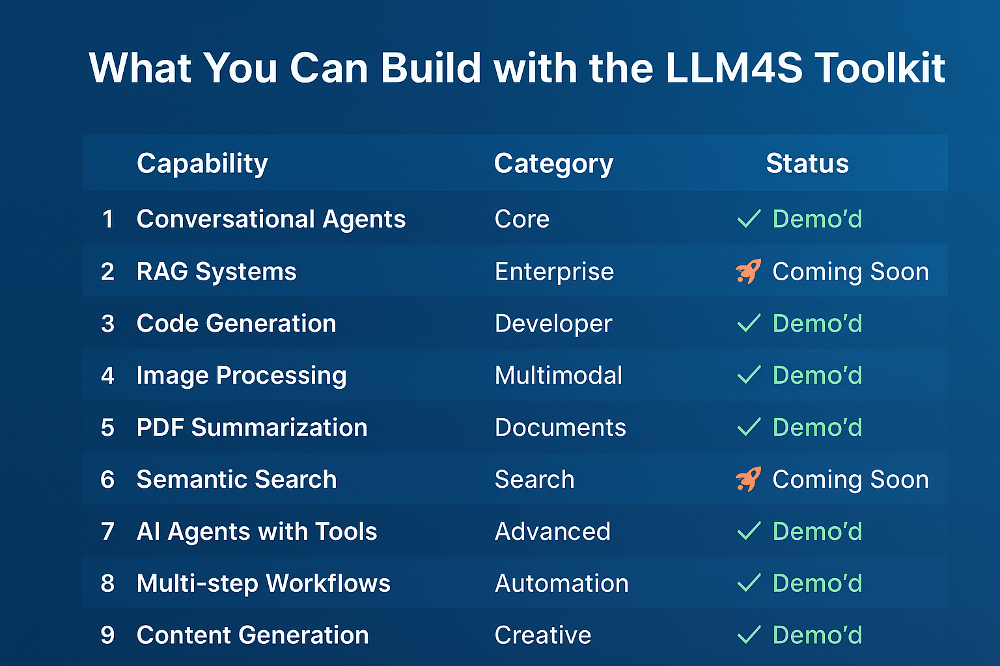 What You Can Build with the LLM4S Toolkit
Capability Category Status
1 Conversational Agents Core ✓ Demo’d
2 RAG Systems Enterprise 🚀 Coming Soon
3 Code Generation Developer ✓ Demo’d
4 Image Processing Multimodal ✓ Demo’d
5 PDF Summarization Documents ✓ Demo’d
6 Semantic Search Search 🚀 Coming Soon
7 AI Agents with Tools Advanced ✓ Demo’d
8 Multi-step Workflows Automation ✓ Demo’d
9 Content Generation Creative ✓ Demo’d